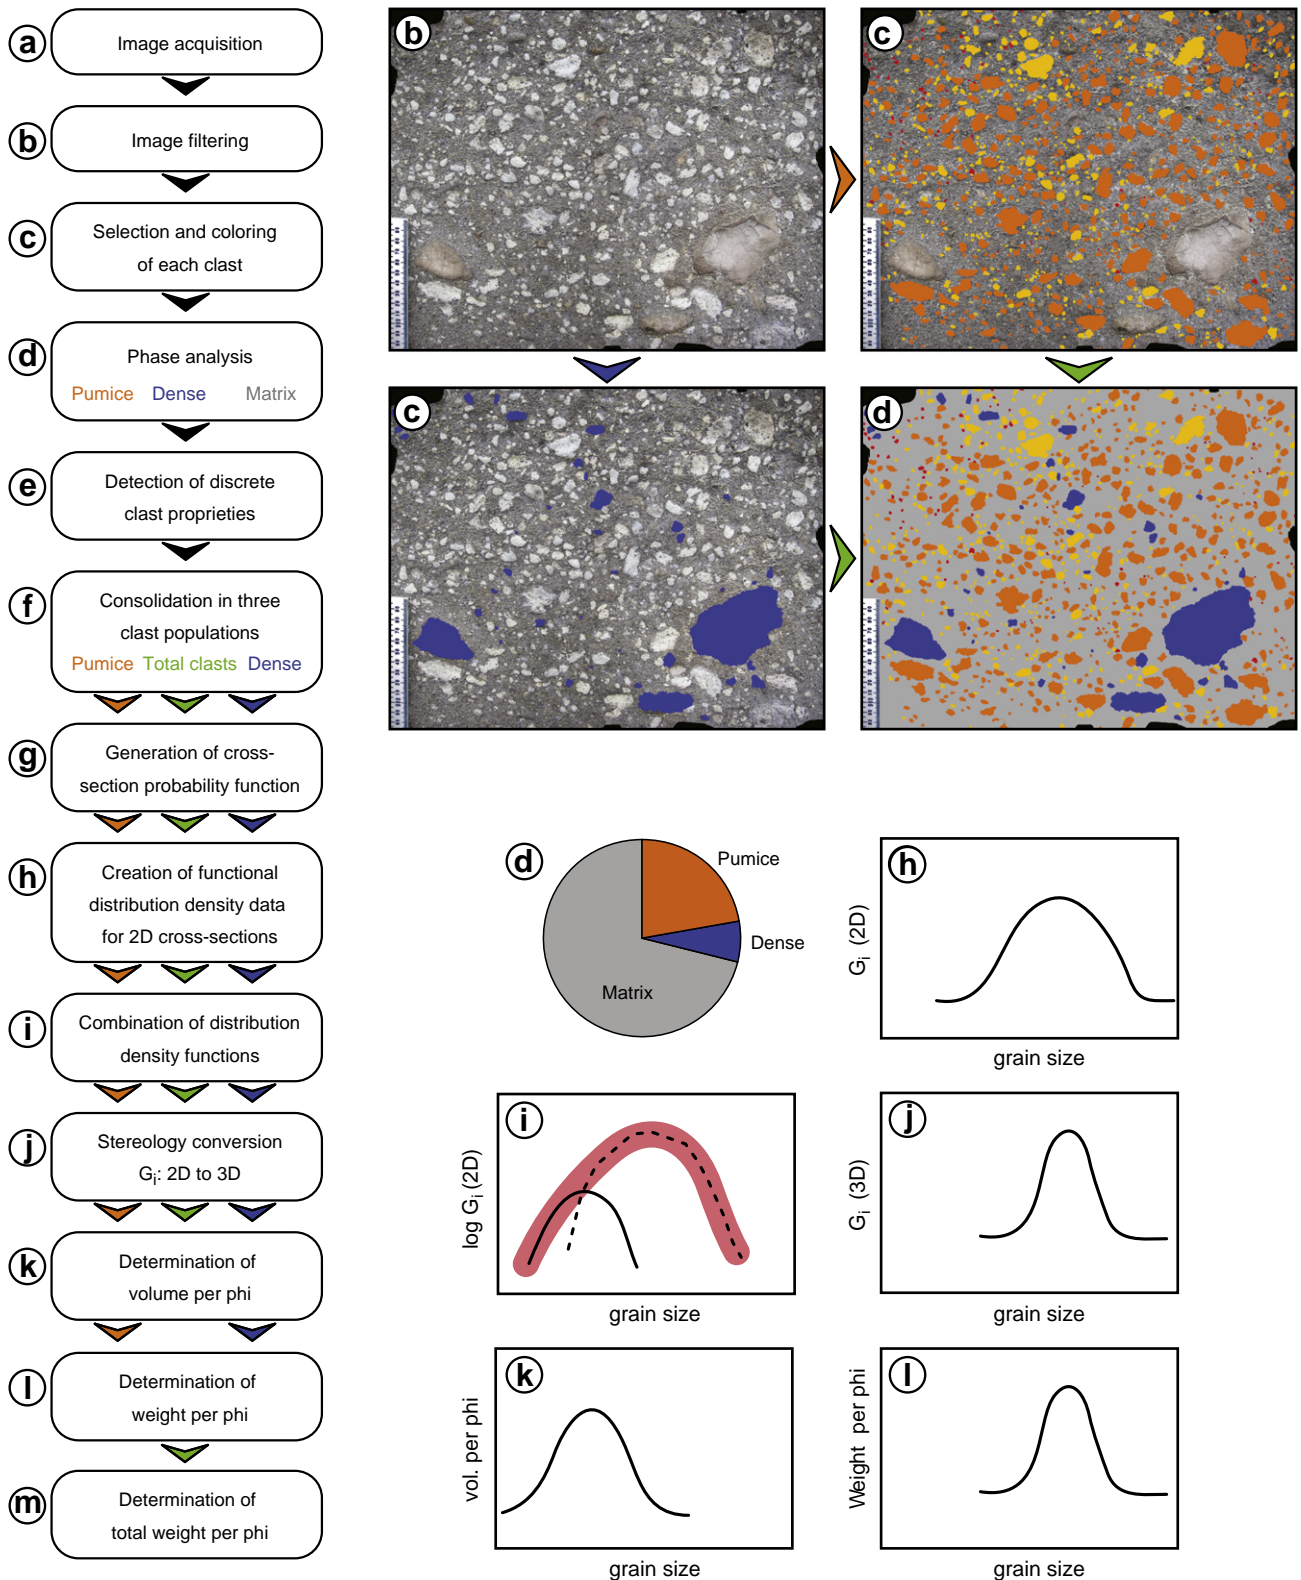 a
Image acquisition
b
Image filtering
c
Selection and coloring
of each clast
d
Phase analysis
Pumice Dense Matrix
e
Detection of discrete
clast proprieties
f
Consolidation in three
clast populations
Pumice Total clasts Dense
g
Generation of cross-
section probability function
h
Creation of functional
distribution density data
for 2D cross-sections
i
Combination of distribution
density functions
j
Stereology conversion
Gi: 2D to 3D
k
Determination of
volume per phi
l
Determination of
weight per phi
m
Determination of
total weight per phi
b
c
c
d
d
Pumice
Dense
Matrix
h
Gi (2D)
grain size
i
log Gi (2D)
grain size
j
Gi (3D)
grain size
k
vol. per phi
grain size
l
Weight per phi
grain size